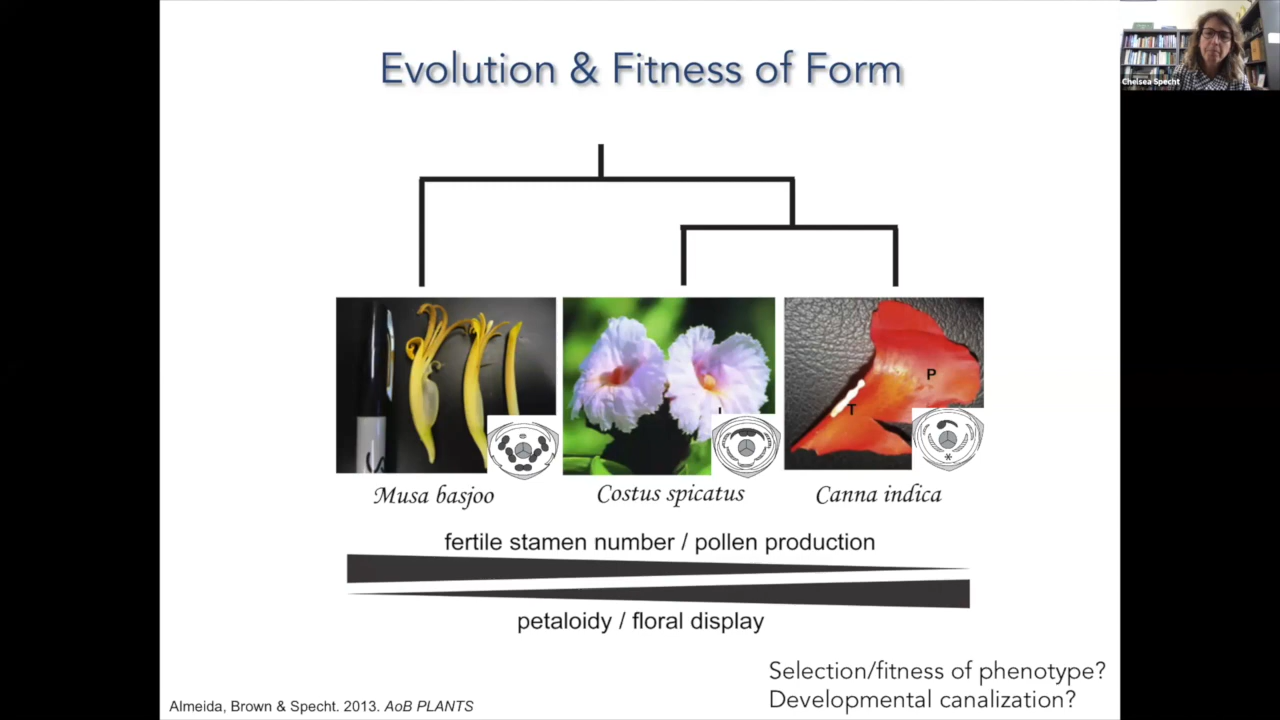 Evolution & Fitness of Form
Chelsea Specht
P
T
L
Musa basjoo
Costus spicatus
Canna indica
fertile stamen number / pollen production
petaloidy / floral display
Selection/fitness of phenotype?
Developmental canalization?
Almeida, Brown & Specht. 2013. AoB PLANTS